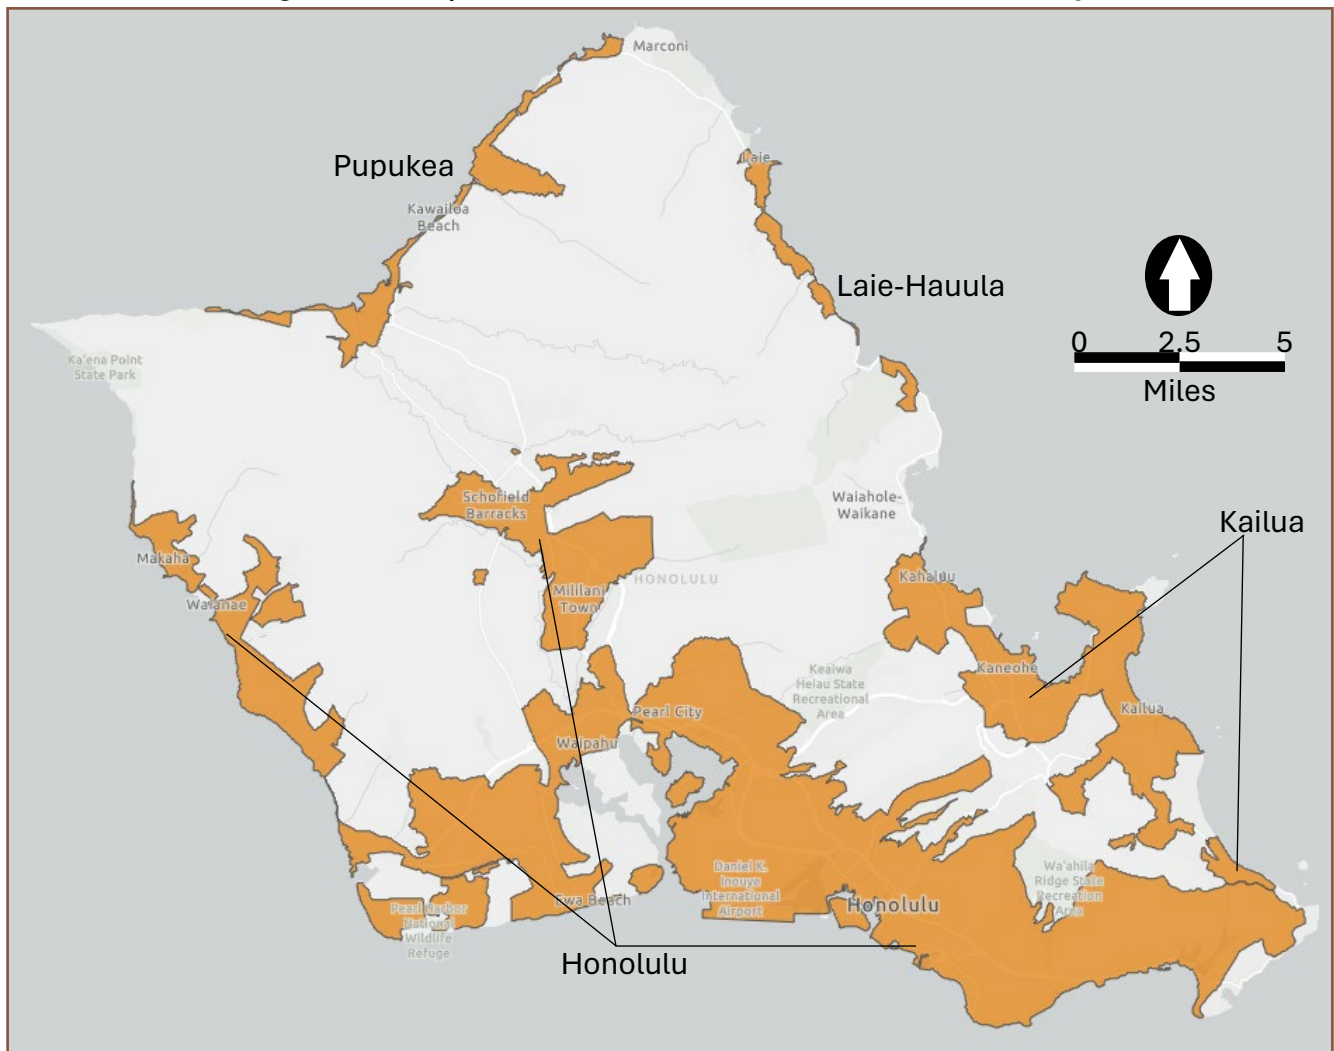 Marconi
Pupukea
Laie
Kawailoa
Beach
Laie-Hauula
0 2.5 5
Miles
Ka'ena Point
State Park
Schofield
Barracks
Waiahole-
Waikane
Kailua
Makaha
HONOLULU
Kahaluu
Waianae
Mililani
Town
Keaiwa
Heiau State
Recreational
Area
Kaneohe
Pearl City
Kailua
Waipahu
Daniel K.
Inouye
International
Airport
Wa'ahila
Ridge State
Recreation
Area
Ewa Beach
Honolulu
Pearl Harbor
National
Wildlife
Refuge
Honolulu